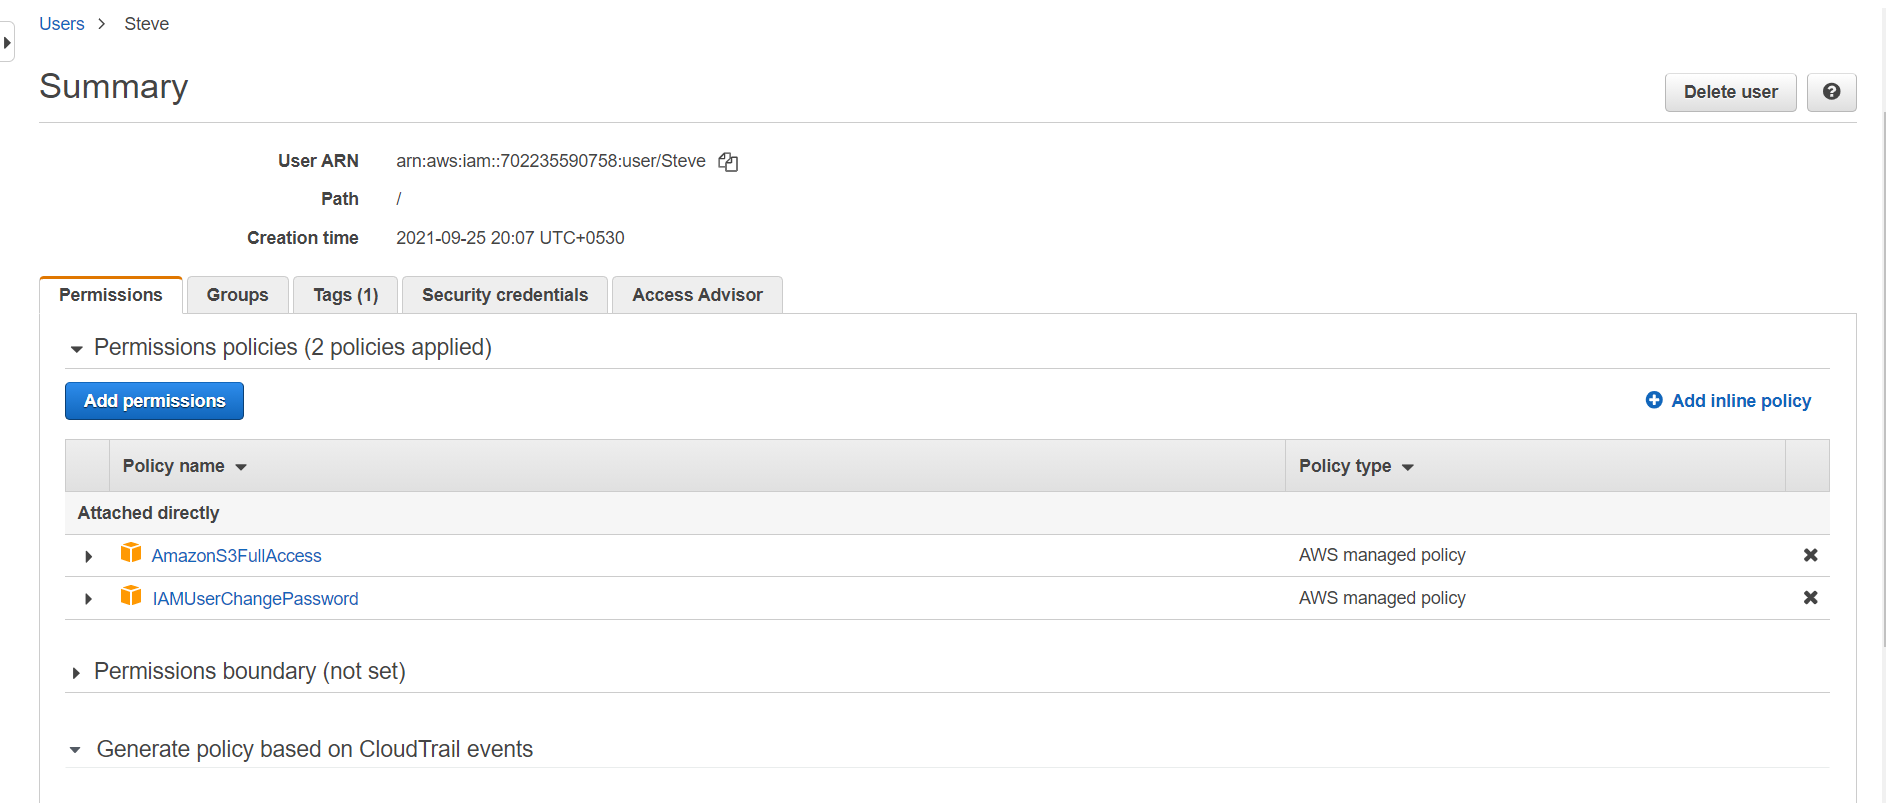 Users > Steve
Summary
Delete user
User ARN arn:aws:iam::702235590758:user/Steve
Path /
Creation time 2021-09-25 20:07 UTC+0530
Permissions Groups Tags (1) Security credentials Access Advisor
Permissions policies (2 policies applied)
Add permissions Add inline policy
Policy name Policy type
Attached directly
AmazonS3FullAccess AWS managed policy
IAMUserChangePassword AWS managed policy
Permissions boundary (not set)
Generate policy based on CloudTrail events